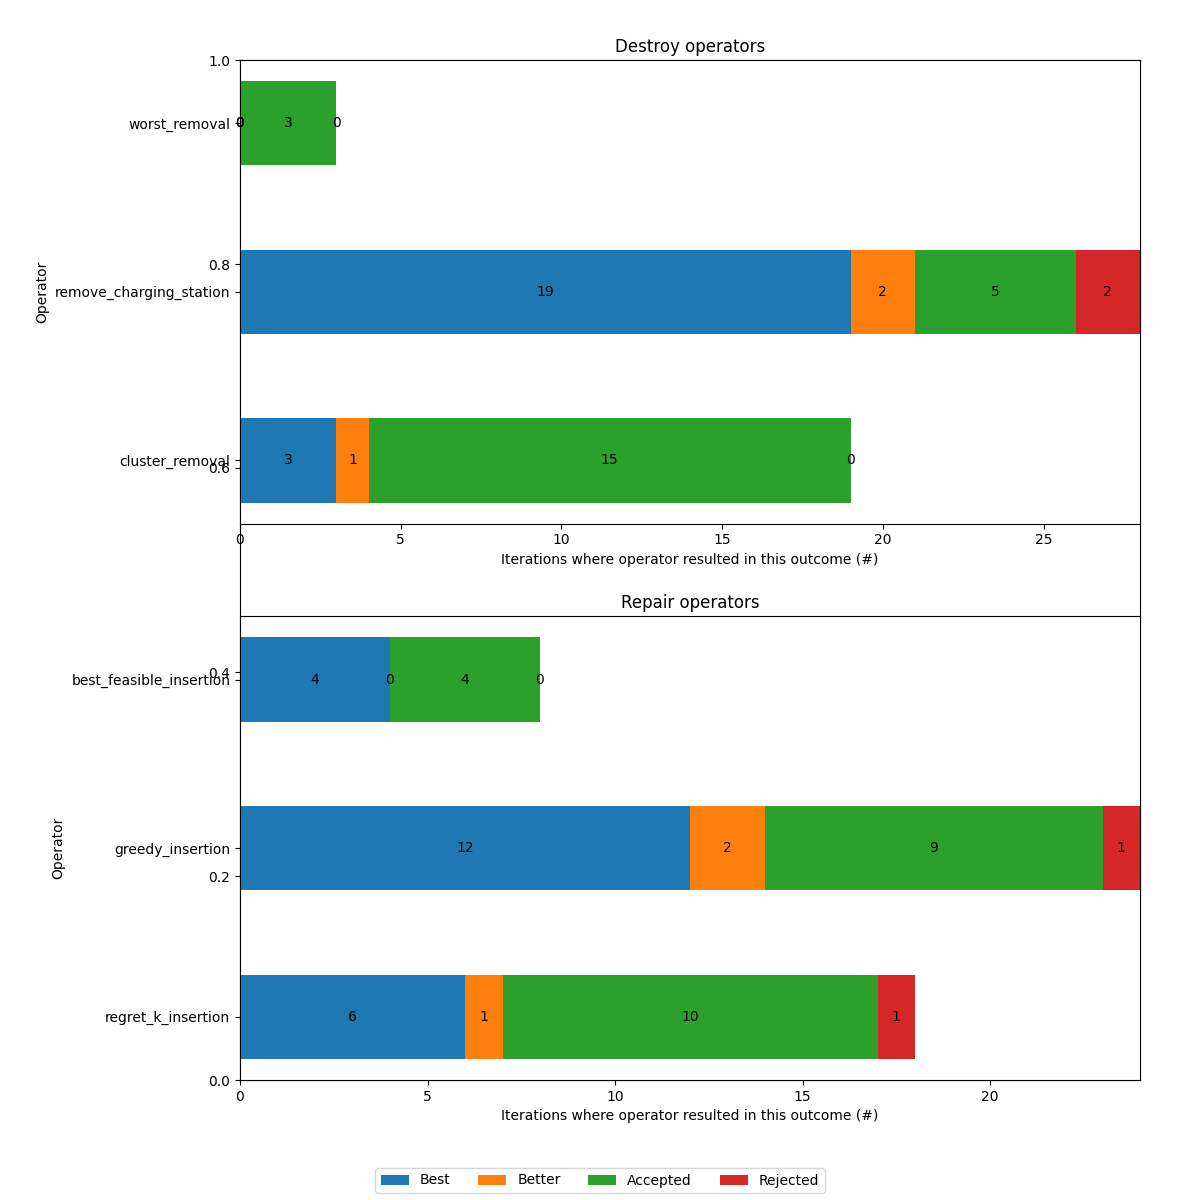 Destroy operators
1.0
worst_removal
0
0
3
0
0.8
Operator
remove_charging_station
19
2
5
2
cluster_removal
0.6
3
1
15
0
0 5 10 15 20 25
Iterations where operator resulted in this outcome (#)
Repair operators
0.4
best_feasible_insertion
4
0
4
0
Operator
greedy_insertion
12
2
9
1
0.2
regret_k_insertion
6
1
10
1
0.0
0 5 10 15 20
Iterations where operator resulted in this outcome (#)
Best Better Accepted Rejected